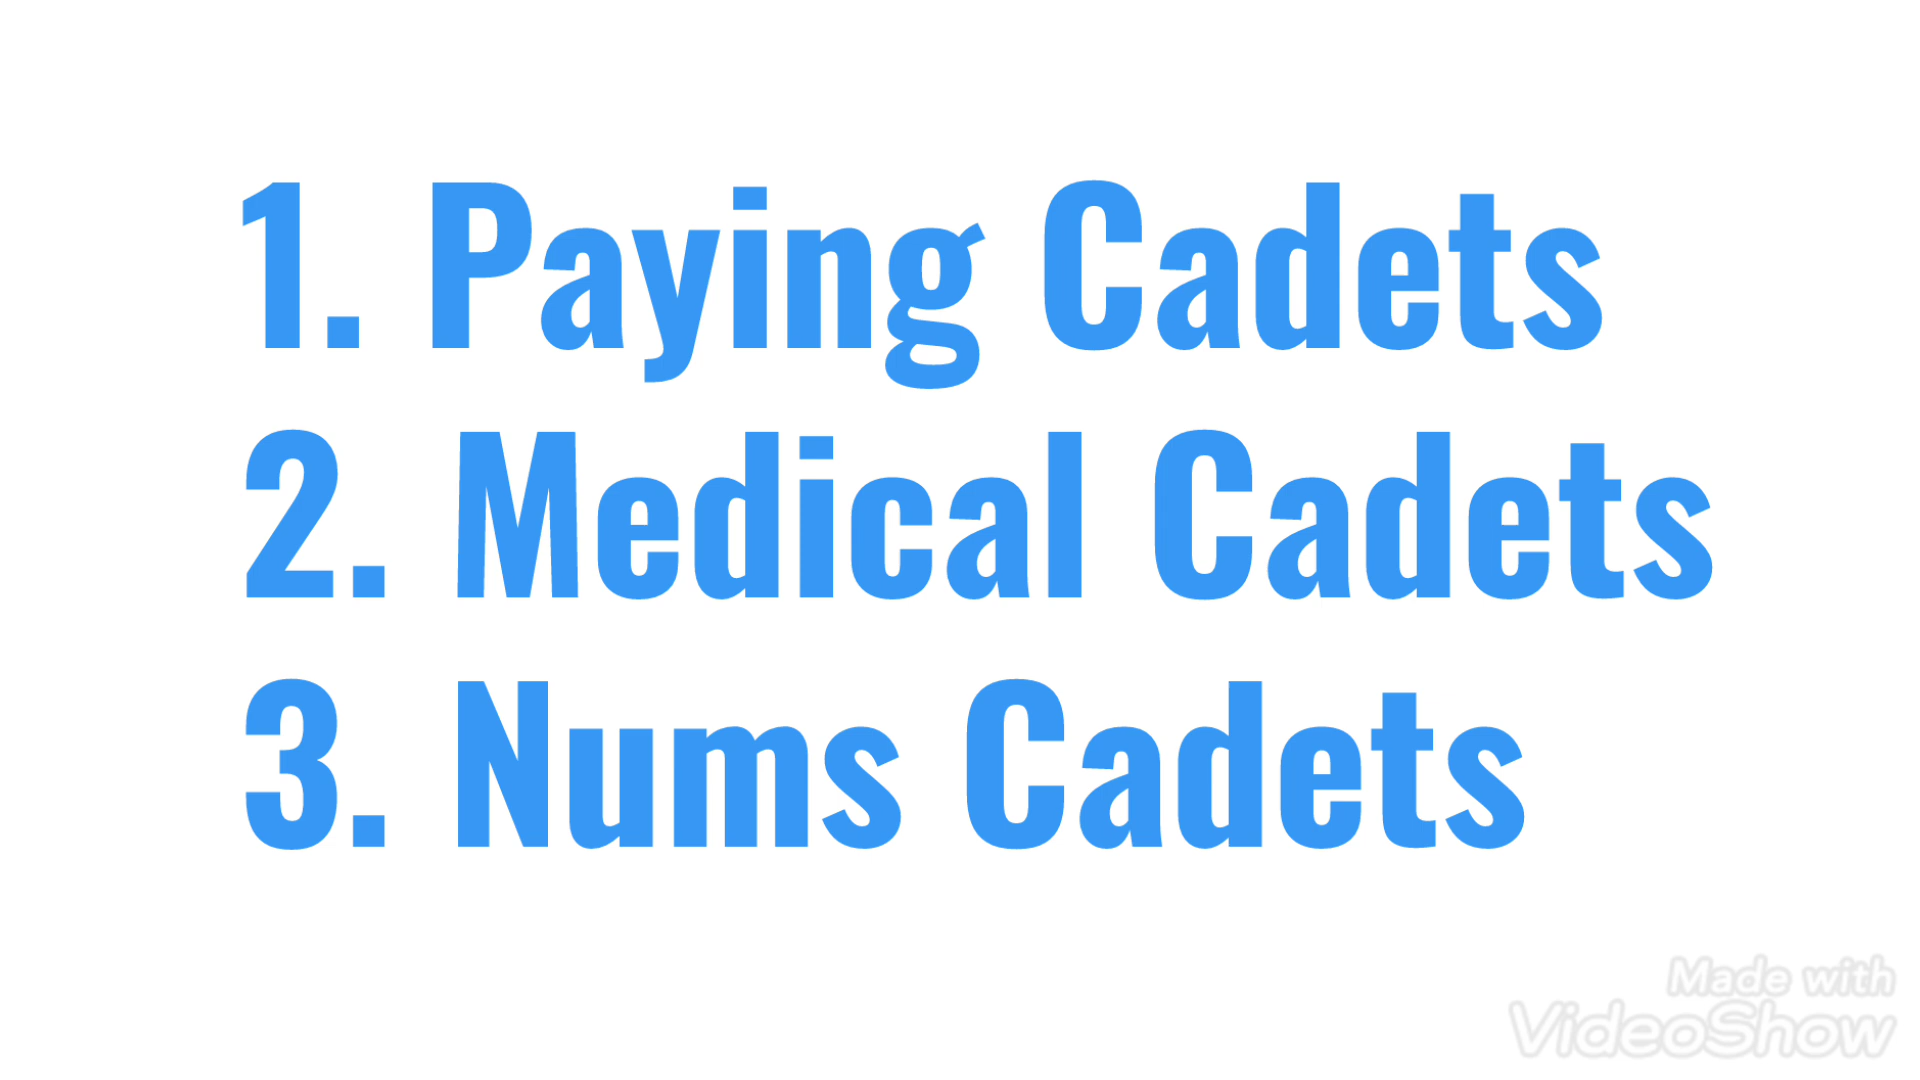 1. Paying Cadets
2. Medical Cadets
3. Nums Cadets
Made with
VideoShow